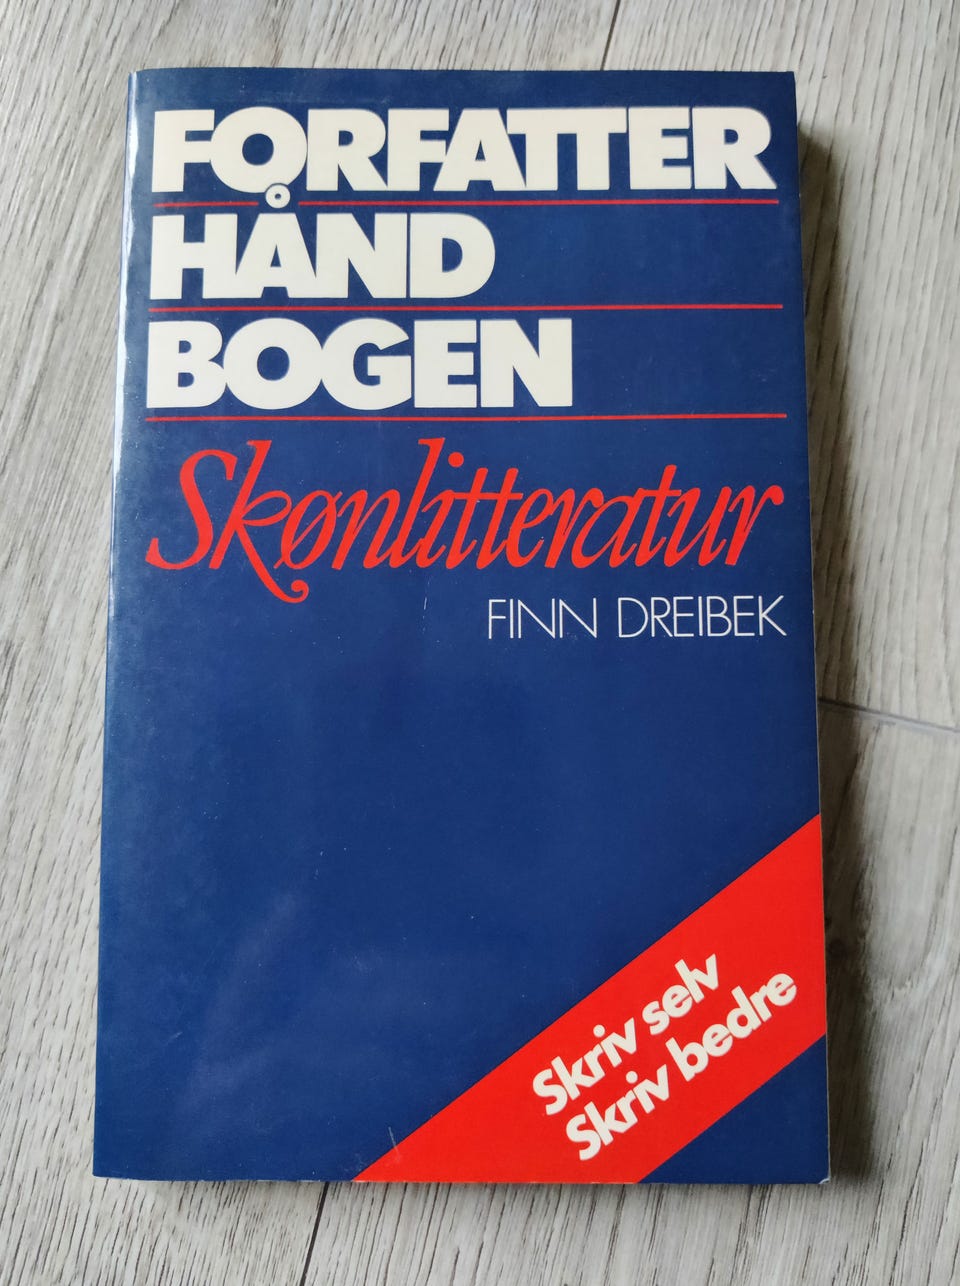 FORFATTER
HÅND
BOGEN
Skønlitteratur
FINN DREIBEK
Skriv selv
Skriv bedre